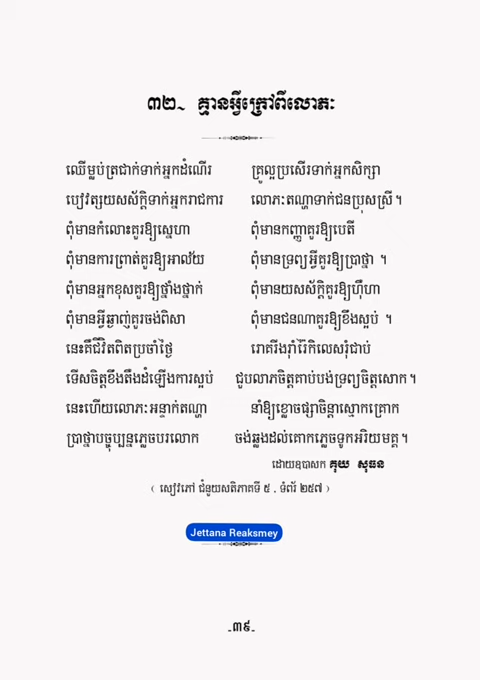 ៣២~ គ្មានអ្វីក្រៅពីលោភៈ
ឈើម្លប់ត្រជាក់ទាក់អ្នកដំណើរ គ្រូល្អប្រសើរទាក់អ្នកសិក្សា
បៀវត្សយសស័ក្តិទាក់អ្នករាជការ លោភៈតណ្ហាទាក់ជនប្រុសស្រី។
ពុំមានកំលោះគួរឱ្យស្នេហា ពុំមានកញ្ញាគួរឱ្យបេតី
ពុំមានការព្រាត់គួរឱ្យអាល័យ ពុំមានទ្រព្យអ្វីគួរឱ្យប្រាថ្នា ។
ពុំមានអ្នកខុសគួរឱ្យផ្ចាំងផ្ចាក់ ពុំមានយសសក្តិគួរឱ្យហ៊ឺហា
ពុំមានអ្វីឆ្ងាញ់គួរចង់ពិសា ពុំមានជនណាគួរឱ្យខឹងស្អប់ ។
នេះគឺជីវិតពិតប្រចាំថ្ងៃ រោគរីងរ៉ាំរ៉ៃកិលេសរុំជាប់
ទើសចិត្តខឹងតឹងដំឡើងការស្អប់ ជួបលាភចិត្តគាប់បង់ទ្រព្យចិត្តសោក។
នេះហើយលោភៈអន្ទាក់តណ្ហា នាំឱ្យខ្លោចផ្សាចិន្តាស្មោកគ្រោក
ប្រាថ្នាបច្ចុប្បន្នភ្លេចបរលោក ចង់ឆ្លងដល់គោកភ្លេចទូកអរិយមគ្គ។
ដោយឧបាសក គុយ សុធន
( សៀវភៅ ជំនួយសតិភាគទី ៥ . ទំព័រ ២៥៧ )
Jettana Reaksmey
-៣៩-